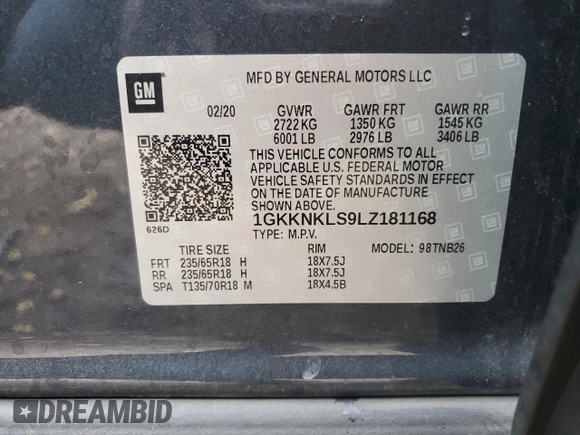 GM
MFD BY GENERAL MOTORS LLC
02/20 GVWR GAWR FRT GAWR RR
2722 KG 1350 KG 1545 KG
6001 LB 2976 LB 3406 LB
THIS VEHICLE CONFORMS TO ALL
APPLICABLE U.S. FEDERAL MOTOR
VEHICLE SAFETY STANDARDS IN EFFECT
ON THE DATE OF MANUFACTURE
SHOWN ABOVE.
626D
1GKKNKLS9LZ181168
TYPE: M.P.V. MODEL: 98TNB26
TIRE SIZE RIM
FRT 235/65R18 H 18X7.5J
RR 235/65R18 H 18X7.5J
SPA T135/70R18 M 18X4.5B
DREAMBID